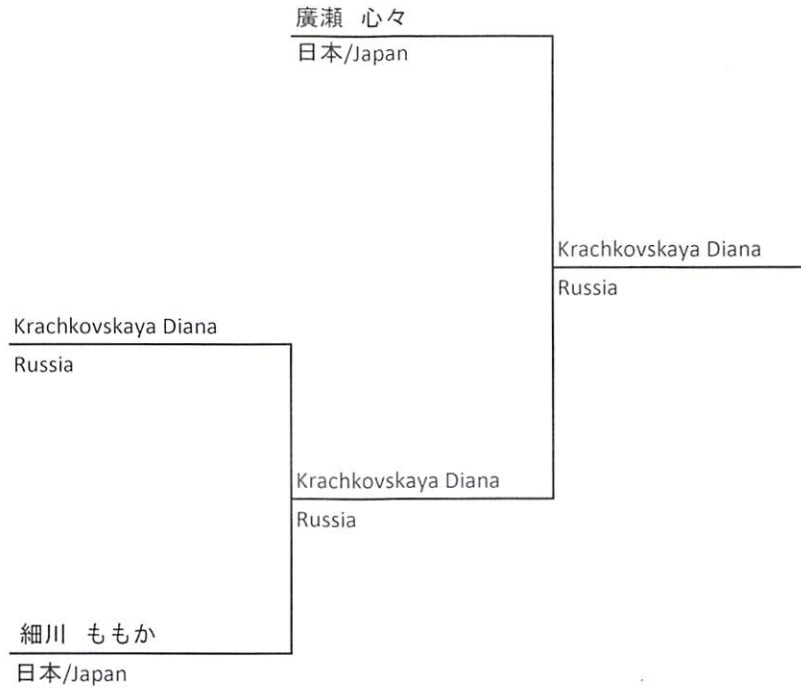 廣瀬 心々
日本/Japan
Krachkovskaya Diana
Russia
Krachkovskaya Diana
Russia
Krachkovskaya Diana
Russia
細川 ももか
日本/Japan